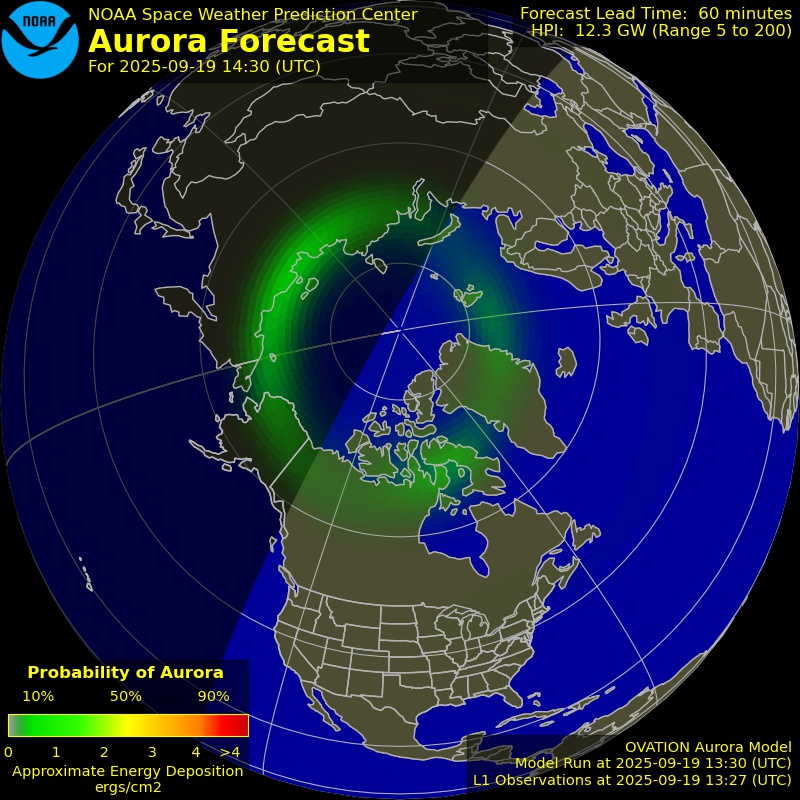 NOAA
NOAA Space Weather Prediction Center
Aurora Forecast
For 2025-09-19 14:30 (UTC)
Forecast Lead Time: 60 minutes
HPI: 12.3 GW (Range 5 to 200)
Probability of Aurora
10% 50% 90%
0 1 2 3 4 >4
Approximate Energy Deposition
ergs/cm2
OVATION Aurora Model
Model Run at 2025-09-19 13:30 (UTC)
L1 Observations at 2025-09-19 13:27 (UTC)